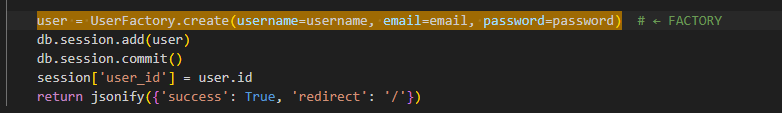 user = UserFactory.create(username=username, email=email, password=password)  # ← FACTORY
db.session.add(user)
db.session.commit()
session['user_id'] = user.id
return jsonify({'success': True, 'redirect': '/'})